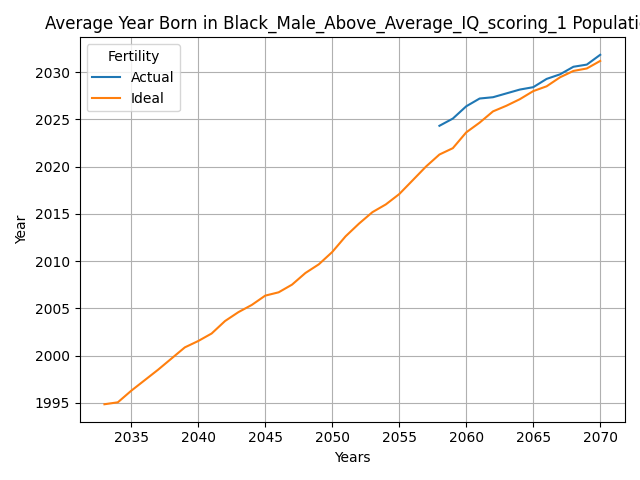 Average Year Born in Black_Male_Above_Average_IQ_scoring_1 Populati
Fertility
Actual
Ideal
2030
2025
2020
2015
2010
2005
2000
1995
Year
2035 2040 2045 2050 2055 2060 2065 2070
Years